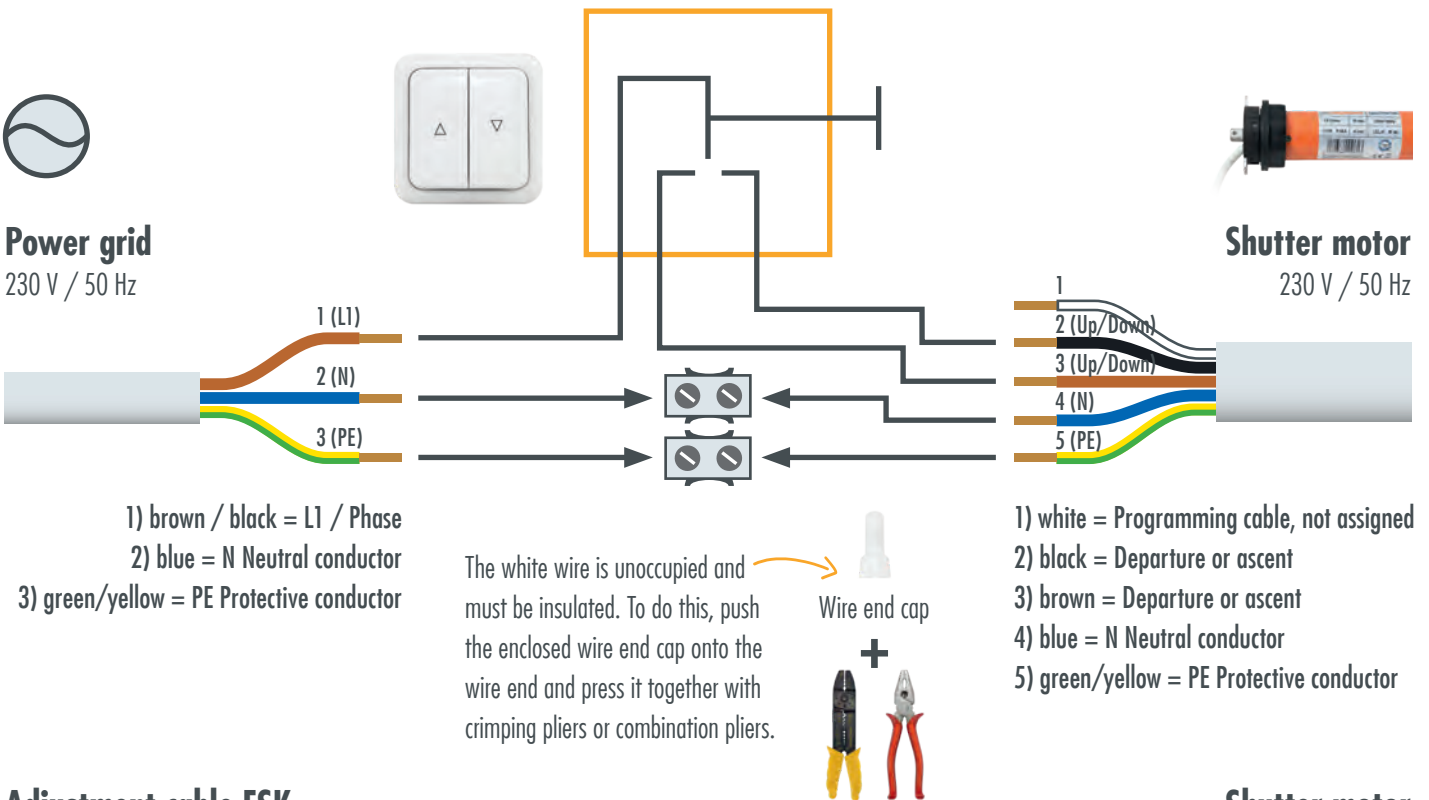 Power grid
230 V / 50 Hz
Shutter motor
230 V / 50 Hz
1 (L1)
2 (N)
3 (PE)
1
2 (Up/Down)
3 (Up/Down)
4 (N)
5 (PE)
1) brown / black = L1 / Phase
2) blue = N Neutral conductor
3) green/yellow = PE Protective conductor
The white wire is unoccupied and
must be insulated. To do this, push
the enclosed wire end cap onto the
wire end and press it together with
crimping pliers or combination pliers.
Wire end cap
+
1) white = Programming cable, not assigned
2) black = Departure or ascent
3) brown = Departure or ascent
4) blue = N Neutral conductor
5) green/yellow = PE Protective conductor
Adjustment cable ESK
Shutter motor